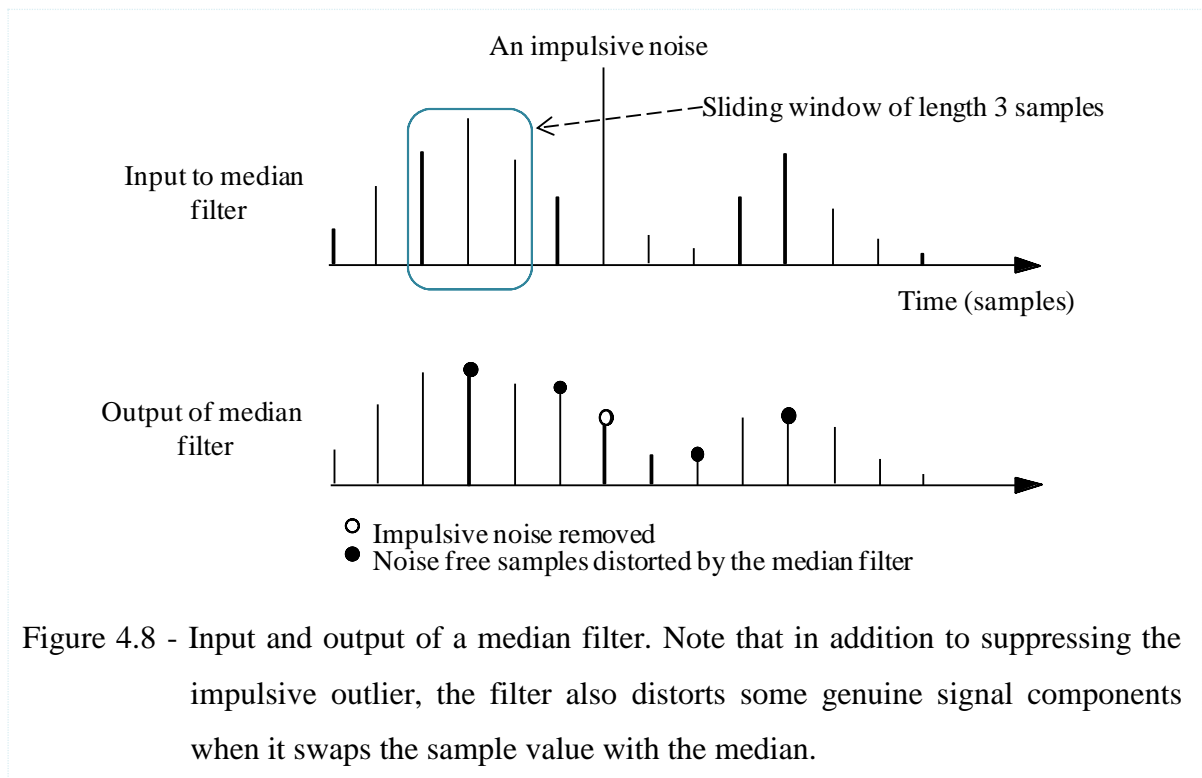 An impulsive noise
Sliding window of length 3 samples
Input to median
filter
Time (samples)
Output of median
filter
Impulsive noise removed
Noise free samples distorted by the median filter
Figure 4.8 - Input and output of a median filter. Note that in addition to suppressing the
impulsive outlier, the filter also distorts some genuine signal components
when it swaps the sample value with the median.